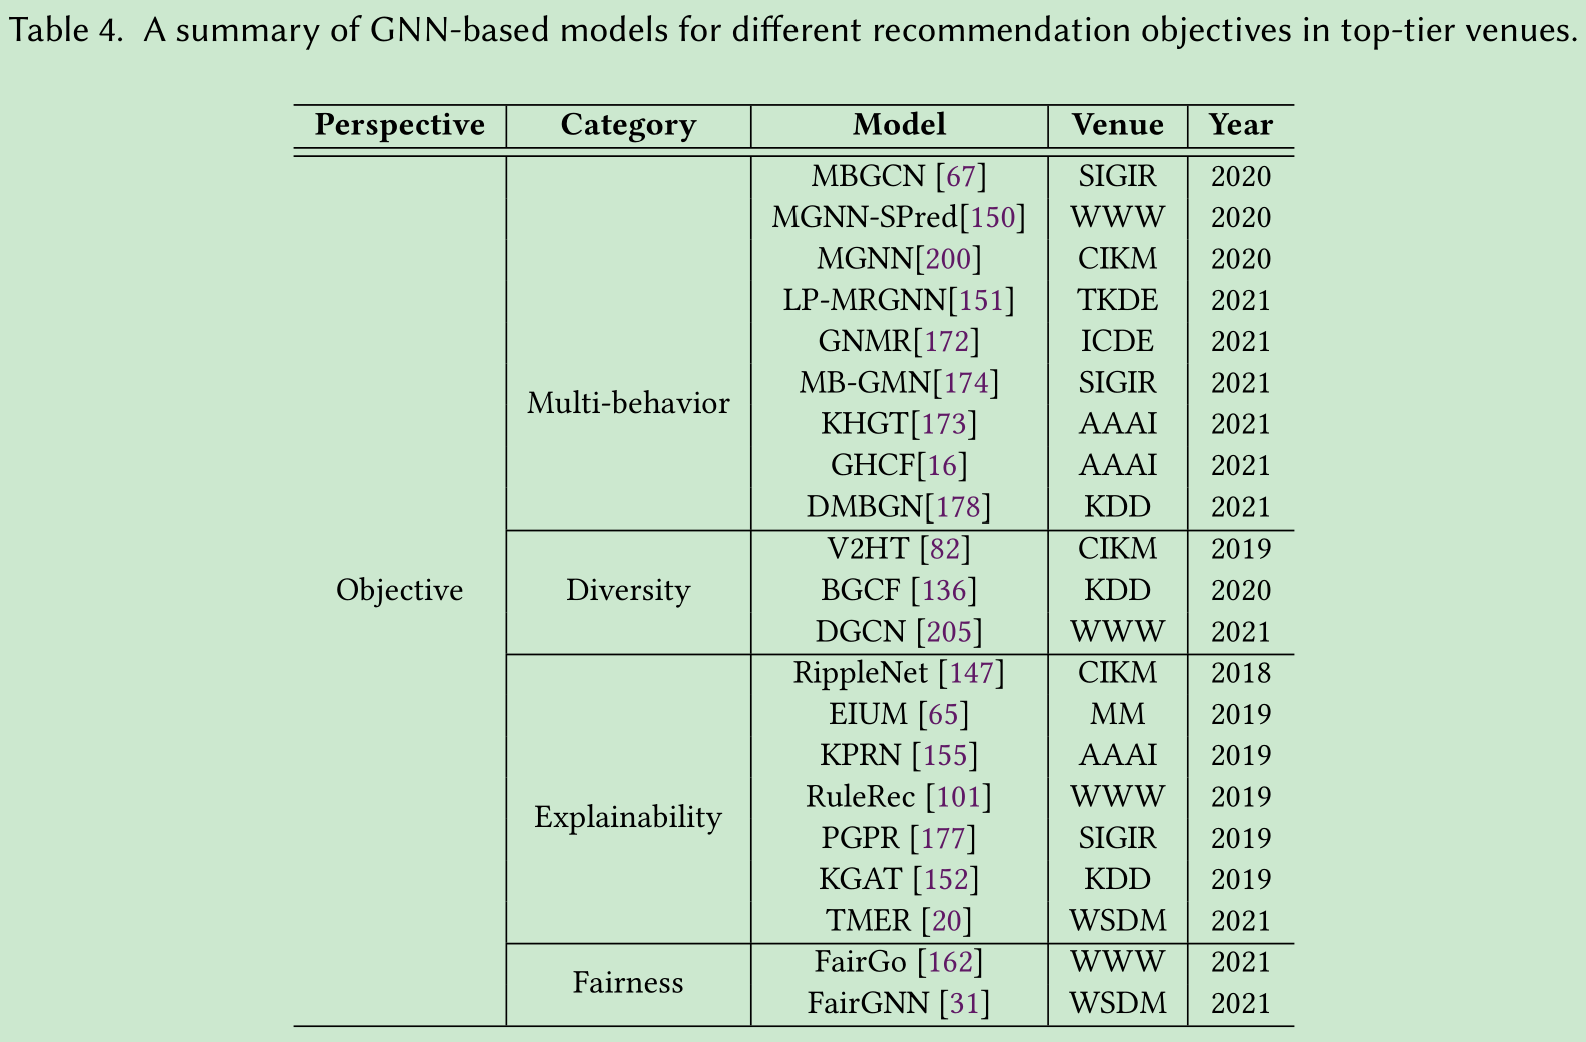 Table 4. A summary of GNN-based models for different recommendation objectives in top-tier venues.
Perspective Category Model Venue Year
MBGCN [67] SIGIR 2020
MGNN-SPred[150] WWW 2020
MGNN[200] CIKM 2020
LP-MRGNN[151] TKDE 2021
GNMR[172] ICDE 2021
MB-GMN[174] SIGIR 2021
Multi-behavior
KHGT[173] AAAI 2021
GHCF[16] AAAI 2021
DMBGN[178] KDD 2021
V2HT [82] CIKM 2019
Objective Diversity BGCF [136] KDD 2020
DGCN [205] WWW 2021
RippleNet [147] CIKM 2018
EIUM [65] MM 2019
KPRN [155] AAAI 2019
RuleRec [101] WWW 2019
Explainability
PGPR [177] SIGIR 2019
KGAT [152] KDD 2019
TMER [20] WSDM 2021
FairGo [162] WWW 2021
Fairness
FairGNN [31] WSDM 2021